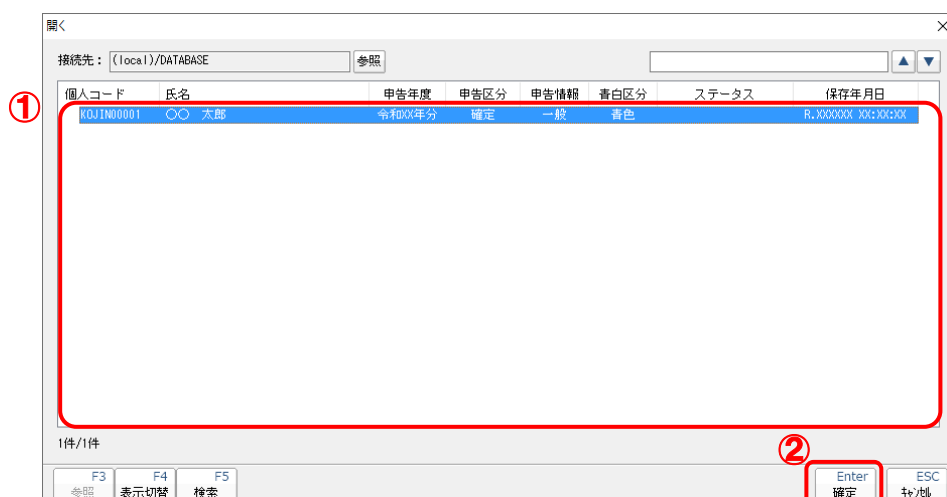 開く
接続先： (local)/DATABASE 参照
①
個人コード 氏名 申告年度 申告区分 申告情報 青白区分 ステータス 保存年月日
KOJIN00001 〇〇 太郎 令和XX年分 確定 一般 青色 R.XXXXXX XX:XX:XX
1件/1件
②
F3 F4 F5 Enter ESC
参照 表示切替 検索 確定 ｷｬﾝｾﾙ